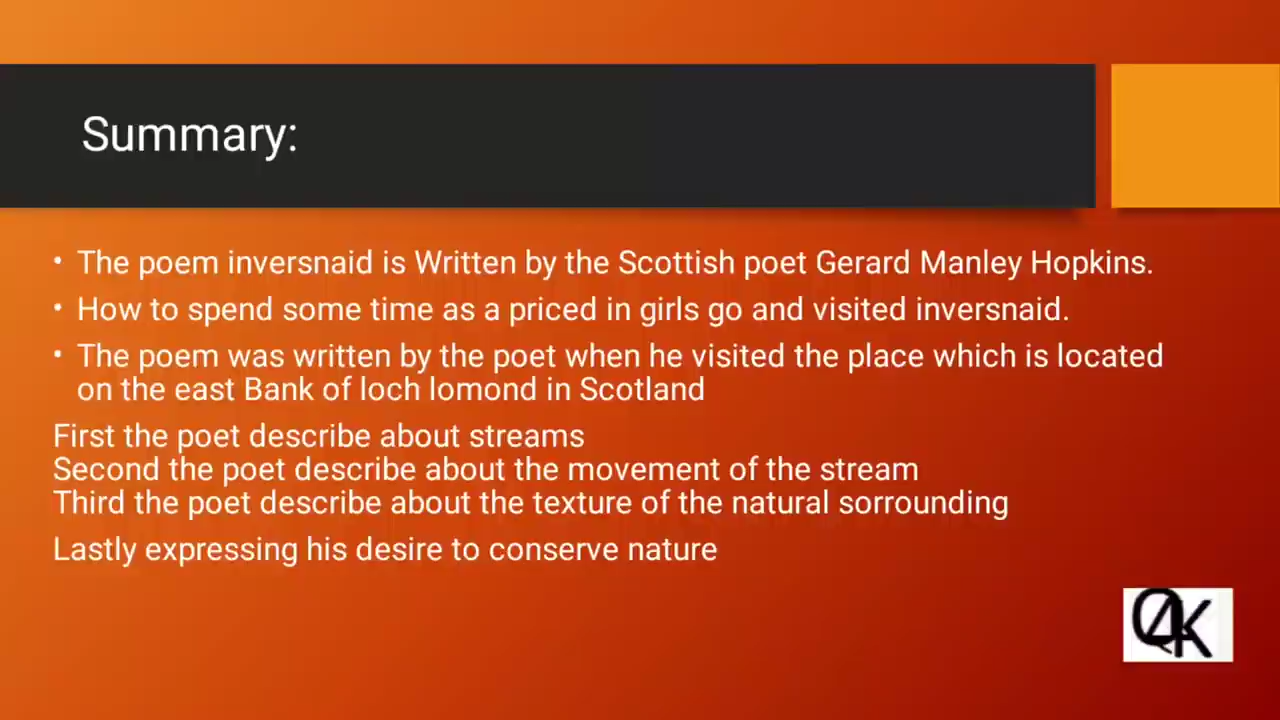 Summary:
• The poem inversnaid is Written by the Scottish poet Gerard Manley Hopkins.
• How to spend some time as a priced in girls go and visited inversnaid.
• The poem was written by the poet when he visited the place which is located
on the east Bank of loch lomond in Scotland
First the poet describe about streams
Second the poet describe about the movement of the stream
Third the poet describe about the texture of the natural sorrounding
Lastly expressing his desire to conserve nature
Q4K